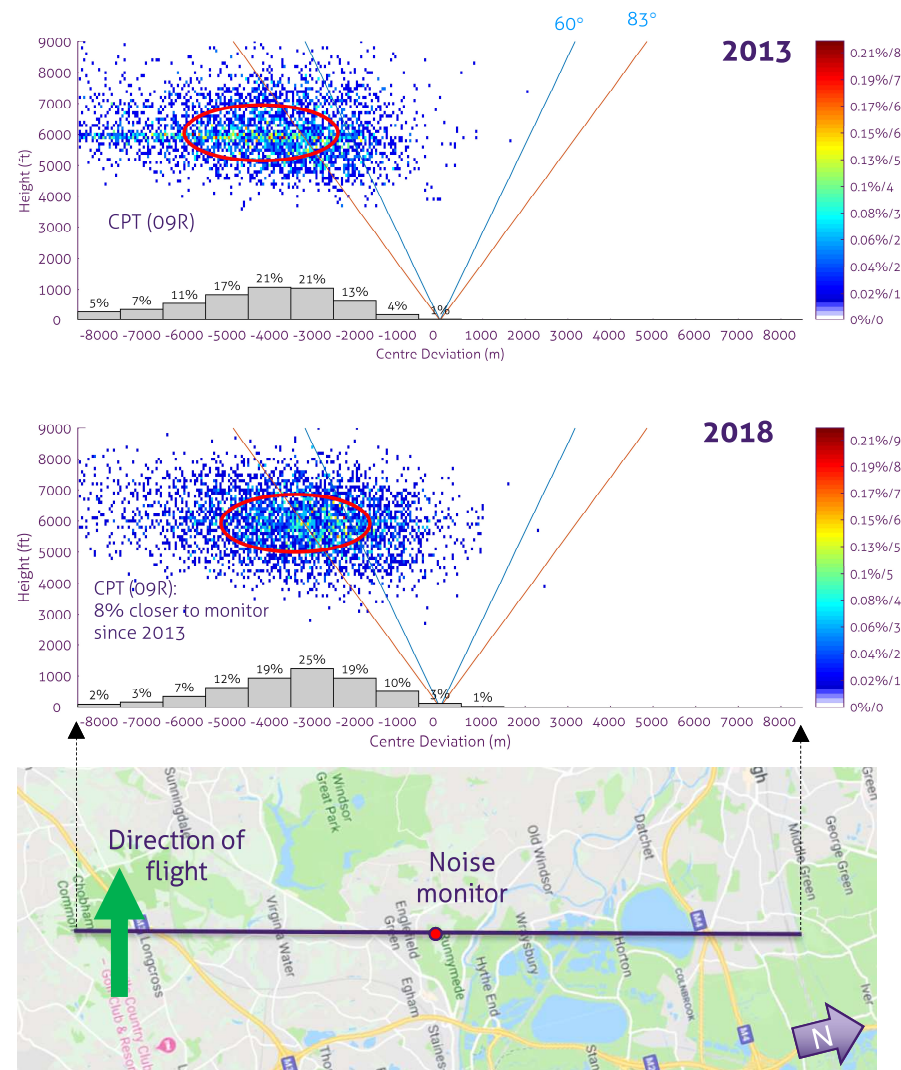 60°
83°
2013
9000
8000
7000
6000
5000
4000
3000
2000
1000
0
Height (ft)
CPT (09R)
5%
7%
11%
17%
21%
21%
13%
4%
1%
-8000 -7000 -6000 -5000 -4000 -3000 -2000 -1000 0 1000 2000 3000 4000 5000 6000 7000 8000
Centre Deviation (m)
0.21%/8
0.19%/7
0.17%/6
0.15%/6
0.13%/5
0.1%/4
0.08%/3
0.06%/2
0.04%/2
0.02%/1
0%/0
2018
9000
8000
7000
6000
5000
4000
3000
2000
1000
0
Height (ft)
CPT (09R):
8% closer to monitor
since 2013
2%
3%
7%
12%
19%
25%
19%
10%
3%
1%
-8000 -7000 -6000 -5000 -4000 -3000 -2000 -1000 0 1000 2000 3000 4000 5000 6000 7000 8000
Centre Deviation (m)
0.21%/9
0.19%/8
0.17%/7
0.15%/6
0.13%/5
0.1%/5
0.08%/4
0.06%/3
0.04%/2
0.02%/1
0%/0
Direction of
flight
Noise
monitor
Sunningdale
Windsor
Great Park
Old Windsor
Datchet
Middle Green
George Green
Green
Chobham
Common
Longcross
Virginia Water
Englefield
Green
Runnymede
Egham
Hythe End
Wraysbury
Horton
COLNBROOK
Iver
Staines
M4
M4
Country Club
Golf Club & Resor
N